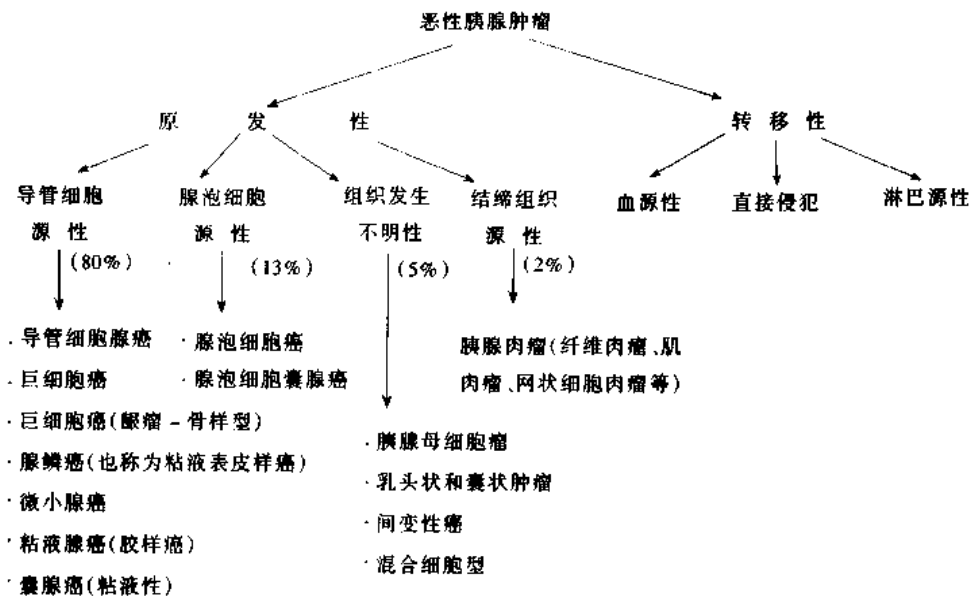 恶性胰腺肿瘤
原 发 性
转 移 性
导管细胞
源 性
(80%)
腺泡细胞
源 性
(13%)
组织发生
不明性
(5%)
结缔组织
源 性
(2%)
血源性
直接侵犯
淋巴源性
· 导管细胞腺癌
· 巨细胞癌
· 巨细胞癌(龈瘤-骨样型)
· 腺鳞癌(也称为粘液表皮样癌)
· 微小腺癌
· 粘液腺癌(胶样癌)
· 囊腺癌(粘液性)
· 腺泡细胞癌
· 腺泡细胞囊腺癌
· 胰腺母细胞瘤
· 乳头状和囊状肿瘤
· 间变性癌
· 混合细胞型
胰腺肉瘤(纤维肉瘤、肌
肉瘤、网状细胞肉瘤等)